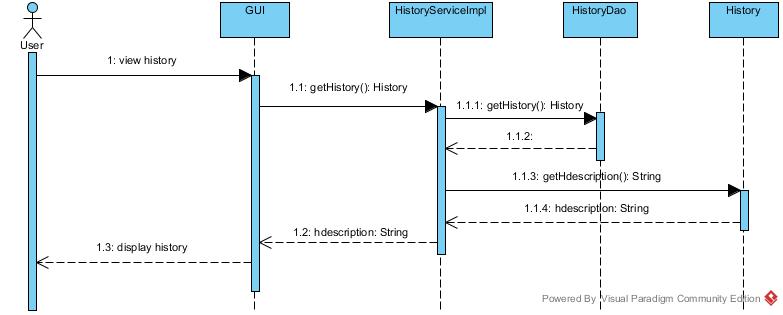 GUI
HistoryServiceImpl
HistoryDao
History
User
1: view history
1.1: getHistory(): History
1.1.1: getHistory(): History
1.1.2:
1.1.3: getHdescription(): String
1.1.4: hdescription: String
1.2: hdescription: String
1.3: display history
Powered By Visual Paradigm Community Edition